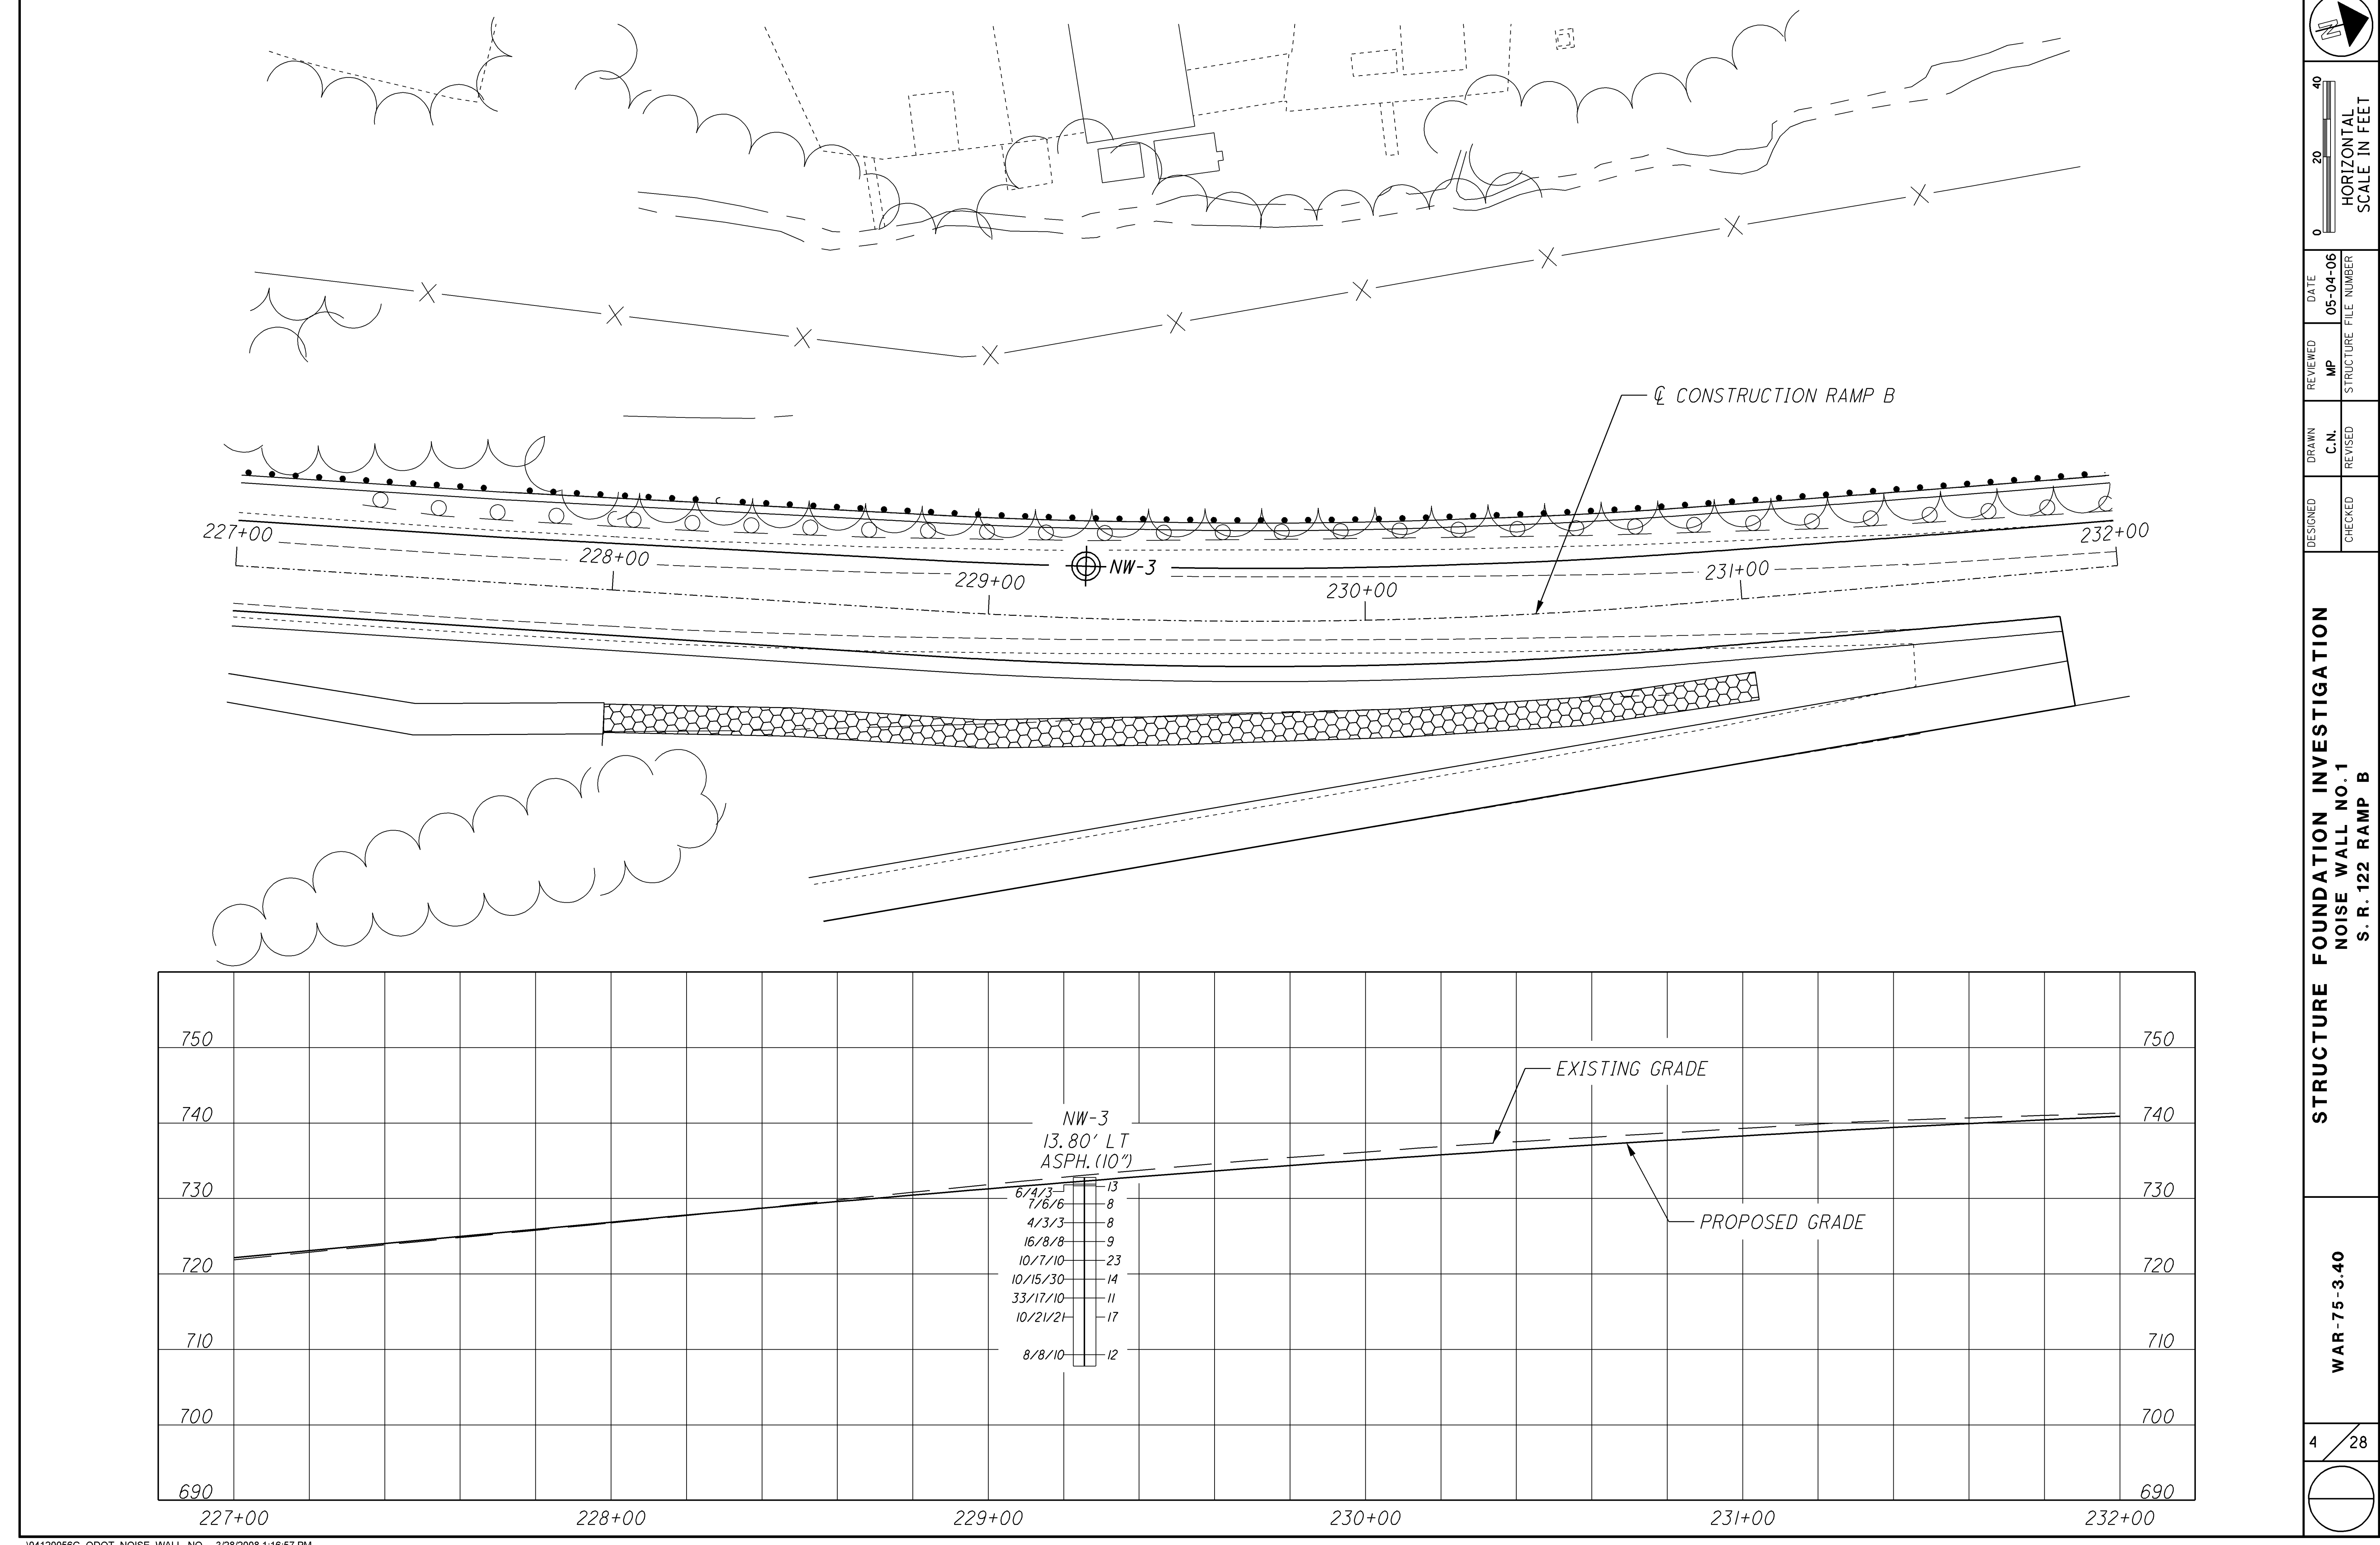 ℄ CONSTRUCTION RAMP B
227+00
228+00
229+00
NW-3
230+00
231+00
232+00
750
750
EXISTING GRADE
740
NW-3
740
13.80' LT
ASPH.(10")
730
6/4/3
13
730
7/6/6
8
4/3/3
8
PROPOSED GRADE
16/8/8
9
720
10/7/10
23
720
10/15/30
14
33/17/10
11
10/21/21
17
710
710
8/8/10
12
700
700
690
690
227+00
228+00
229+00
230+00
231+00
232+00
N
0
20
40
HORIZONTAL
SCALE IN FEET
DESIGNED
DRAWN
C.N.
REVIEWED
MP
DATE
05-04-06
CHECKED
REVISED
STRUCTURE FILE NUMBER
STRUCTURE FOUNDATION INVESTIGATION
NOISE WALL NO. 1
S. R. 122 RAMP B
WAR-75-3.40
4
28